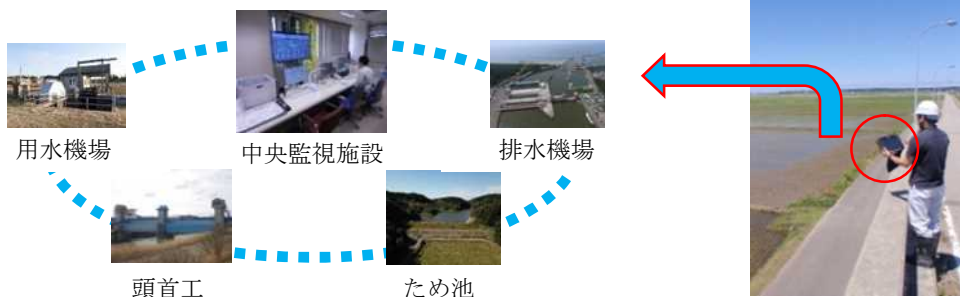 用水機場
中央監視施設
排水機場
頭首工
ため池